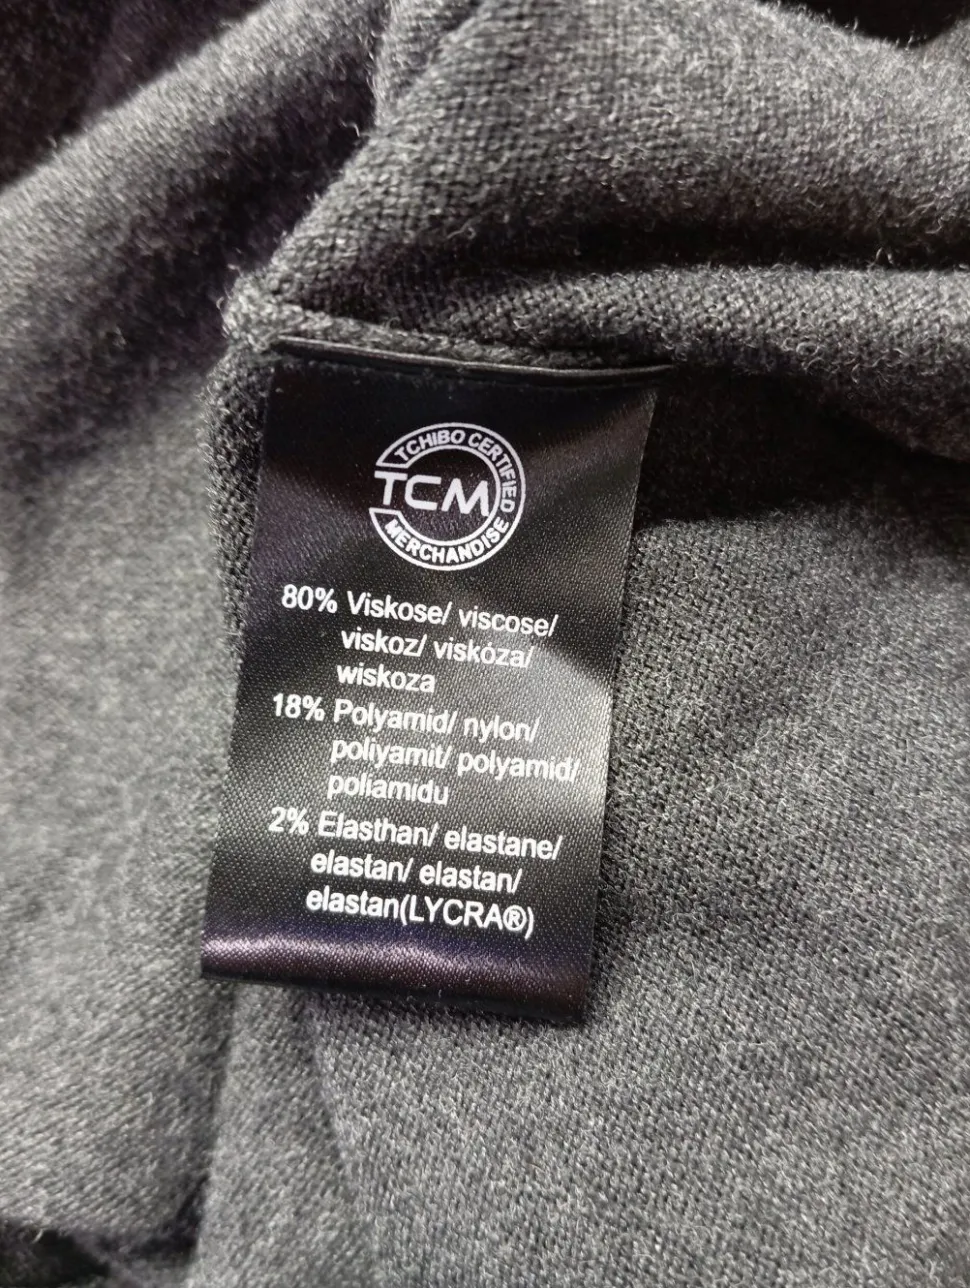 TCHIBO CERTIFIED
TCM
MERCHANDISE
80% Viskose/ viscose/
viskoz/ viskóza/
wiskoza
18% Polyamid/ nylon/
poliyamit/ polyamid/
poliamidu
2% Elasthan/ elastane/
elastan/ elastan/
elastan(LYCRA®)